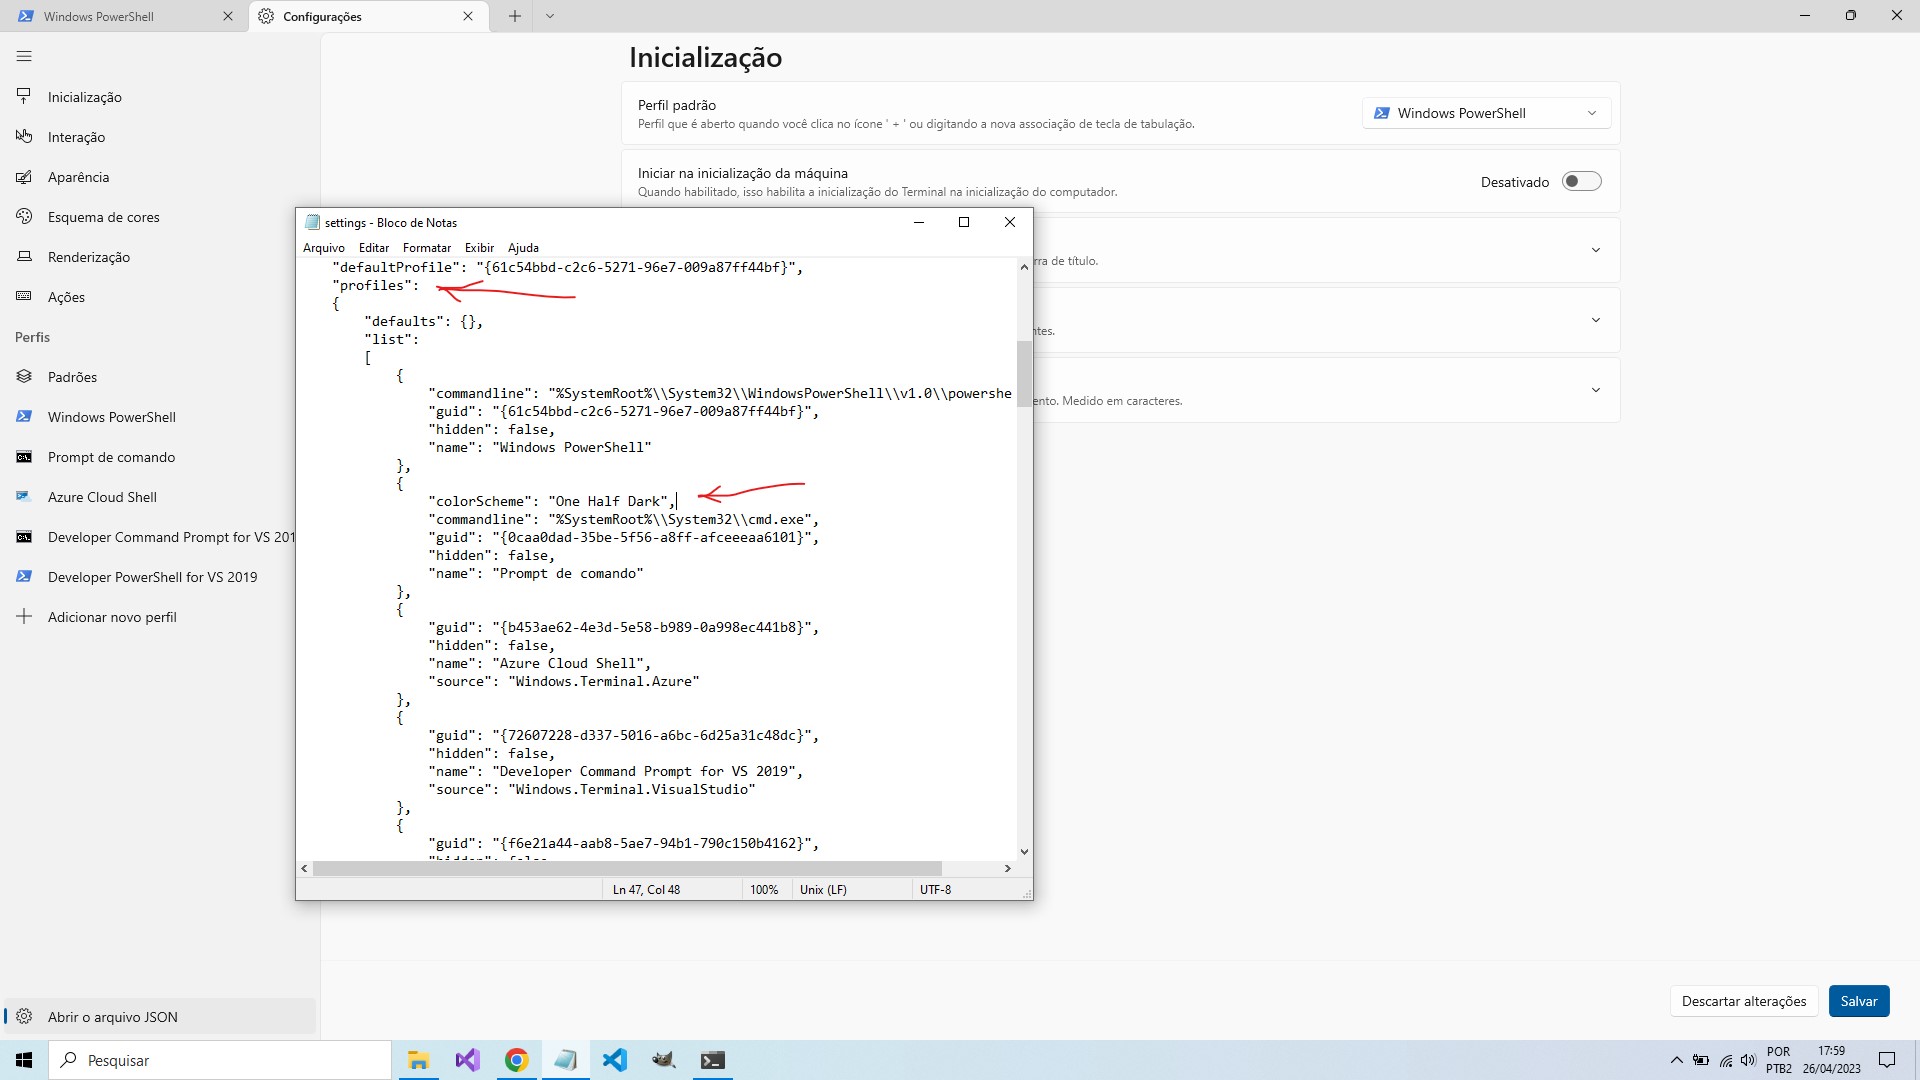 Windows PowerShell
Configurações
Inicialização
Interação
Aparência
Esquema de cores
Renderização
Ações
Perfis
Padrões
Windows PowerShell
Prompt de comando
Azure Cloud Shell
Developer Command Prompt for VS 201
Developer PowerShell for VS 2019
Adicionar novo perfil
Abrir o arquivo JSON
Inicialização
Perfil padrão
Perfil que é aberto quando você clica no ícone ' + ' ou digitando a nova associação de tecla de tabulação.
Windows PowerShell
Iniciar na inicialização da máquina
Quando habilitado, isso habilita a inicialização do Terminal na inicialização do computador.
Desativado
rra de título.
ntes.
ento. Medido em caracteres.
settings - Bloco de Notas
Arquivo Editar Formatar Exibir Ajuda
"defaultProfile": "{61c54bbd-c2c6-5271-96e7-009a87ff44bf}",
"profiles":
{
"defaults": {},
"list":
[
{
"commandline": "%SystemRoot%\\System32\\WindowsPowerShell\\v1.0\\powershe
"guid": "{61c54bbd-c2c6-5271-96e7-009a87ff44bf}",
"hidden": false,
"name": "Windows PowerShell"
},
{
"colorScheme": "One Half Dark",
"commandline": "%SystemRoot%\\System32\\cmd.exe",
"guid": "{0caa0dad-35be-5f56-a8ff-afceeeaa6101}",
"hidden": false,
"name": "Prompt de comando"
},
{
"guid": "{b453ae62-4e3d-5e58-b989-0a998ec441b8}",
"hidden": false,
"name": "Azure Cloud Shell",
"source": "Windows.Terminal.Azure"
},
{
"guid": "{72607228-d337-5016-a6bc-6d25a31c48dc}",
"hidden": false,
"name": "Developer Command Prompt for VS 2019",
"source": "Windows.Terminal.VisualStudio"
},
{
"guid": "{f6e21a44-aab8-5ae7-94b1-790c150b4162}",
"hidden": false
Ln 47, Col 48
100%
Unix (LF)
UTF-8
Descartar alterações
Salvar
Pesquisar
POR
PTB2
17:59
26/04/2023